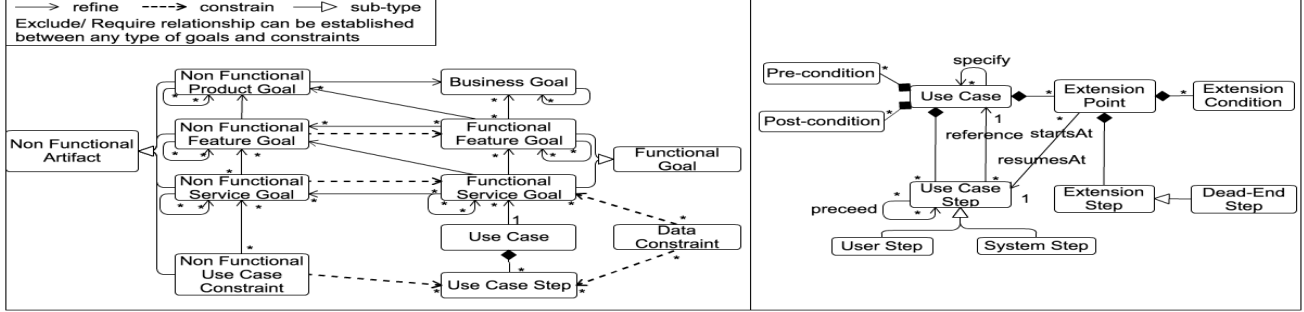 refine constrain sub-type
Exclude/ Require relationship can be established
between any type of goals and constraints
Non Functional
Product Goal
Business Goal
Non Functional
Feature Goal
Functional
Feature Goal
Non Functional
Artifact
Functional
Goal
Non Functional
Service Goal
Functional
Service Goal
1
Use Case
Data
Constraint
Non Functional
Use Case
Constraint
Use Case Step
specify
Pre-condition
Use Case
Extension
Point
Extension
Condition
Post-condition
1
reference
startsAt
resumesAt
Use Case
Step
1
Extension
Step
Dead-End
Step
preceed
User Step
System Step
* * * * * * * * * * * * * * * * * * * * * * * * * * * * * *